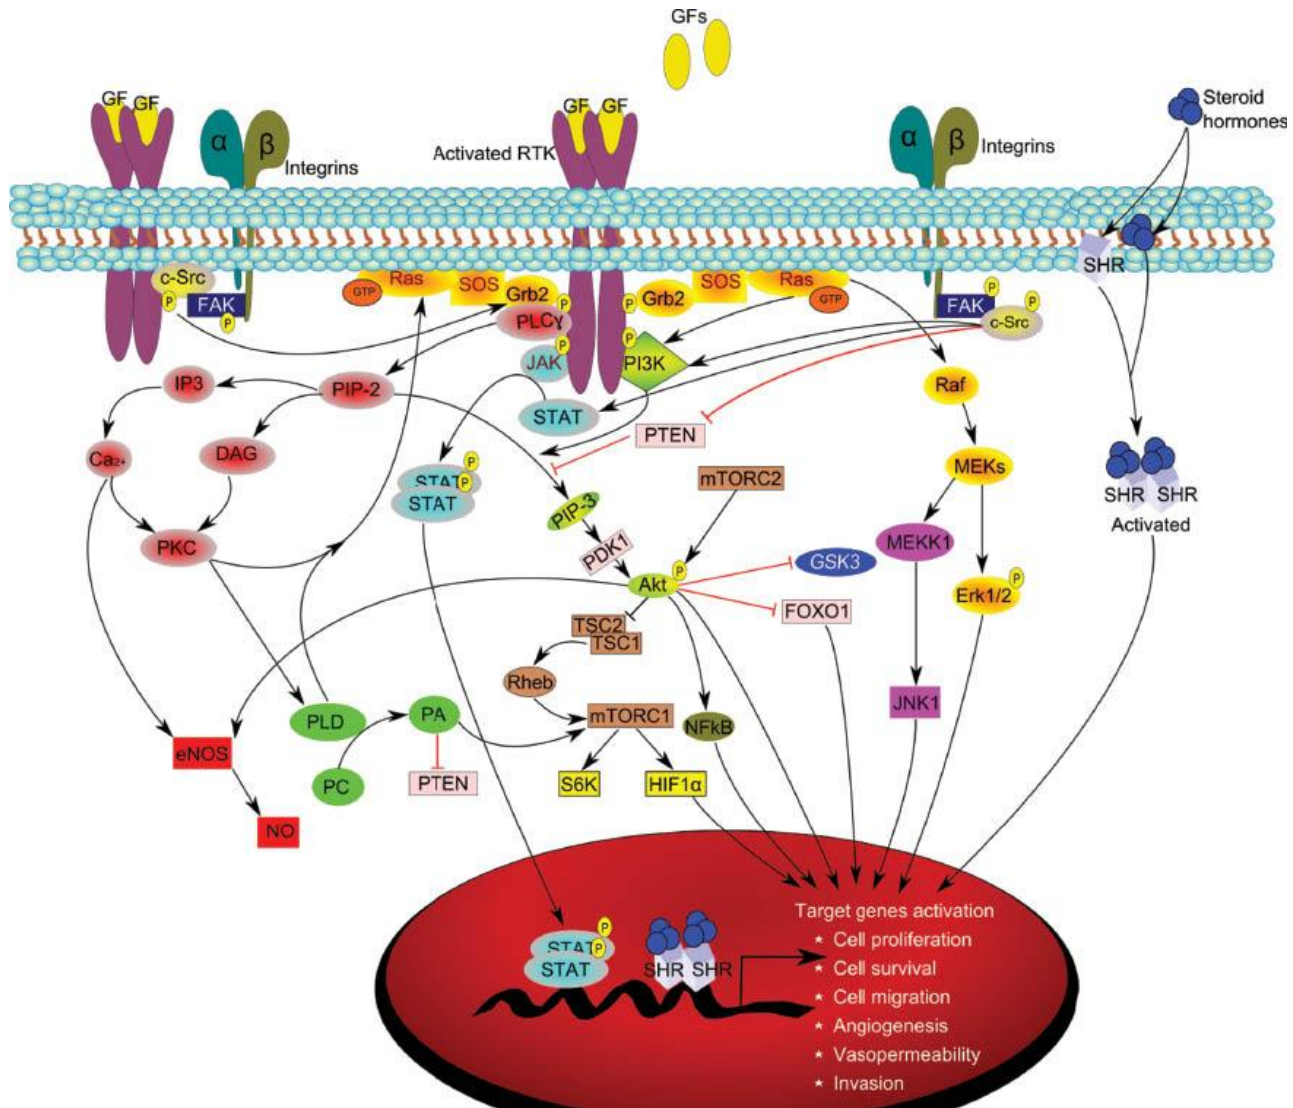 GFs
GF
GF
α
β
Integrins
Activated RTK
GF
GF
α
β
Integrins
Steroid
hormones
c-Src
P
FAK
P
GTP
Ras
SOS
Grb2
P
PLCγ
P
JAK
P
Grb2
SOS
Ras
GTP
P
PI3K
P
FAK
P
c-Src
SHR
IP3
PIP-2
STAT
PTEN
Raf
Ca2+
DAG
STAT
P
P
STAT
mTORC2
MEKs
SHR
SHR
Activated
PIP-3
PKC
PDK1
MEKK1
GSK3
Akt
P
Erk1/2
P
FOXO1
TSC2
TSC1
Rheb
JNK1
PLD
PA
mTORC1
NFkB
eNOS
PC
PTEN
S6K
HIF1α
NO
Target genes activation
* Cell proliferation
* Cell survival
* Cell migration
* Angiogenesis
* Vasopermeability
* Invasion
P
STAT
P
STAT
SHR
SHR